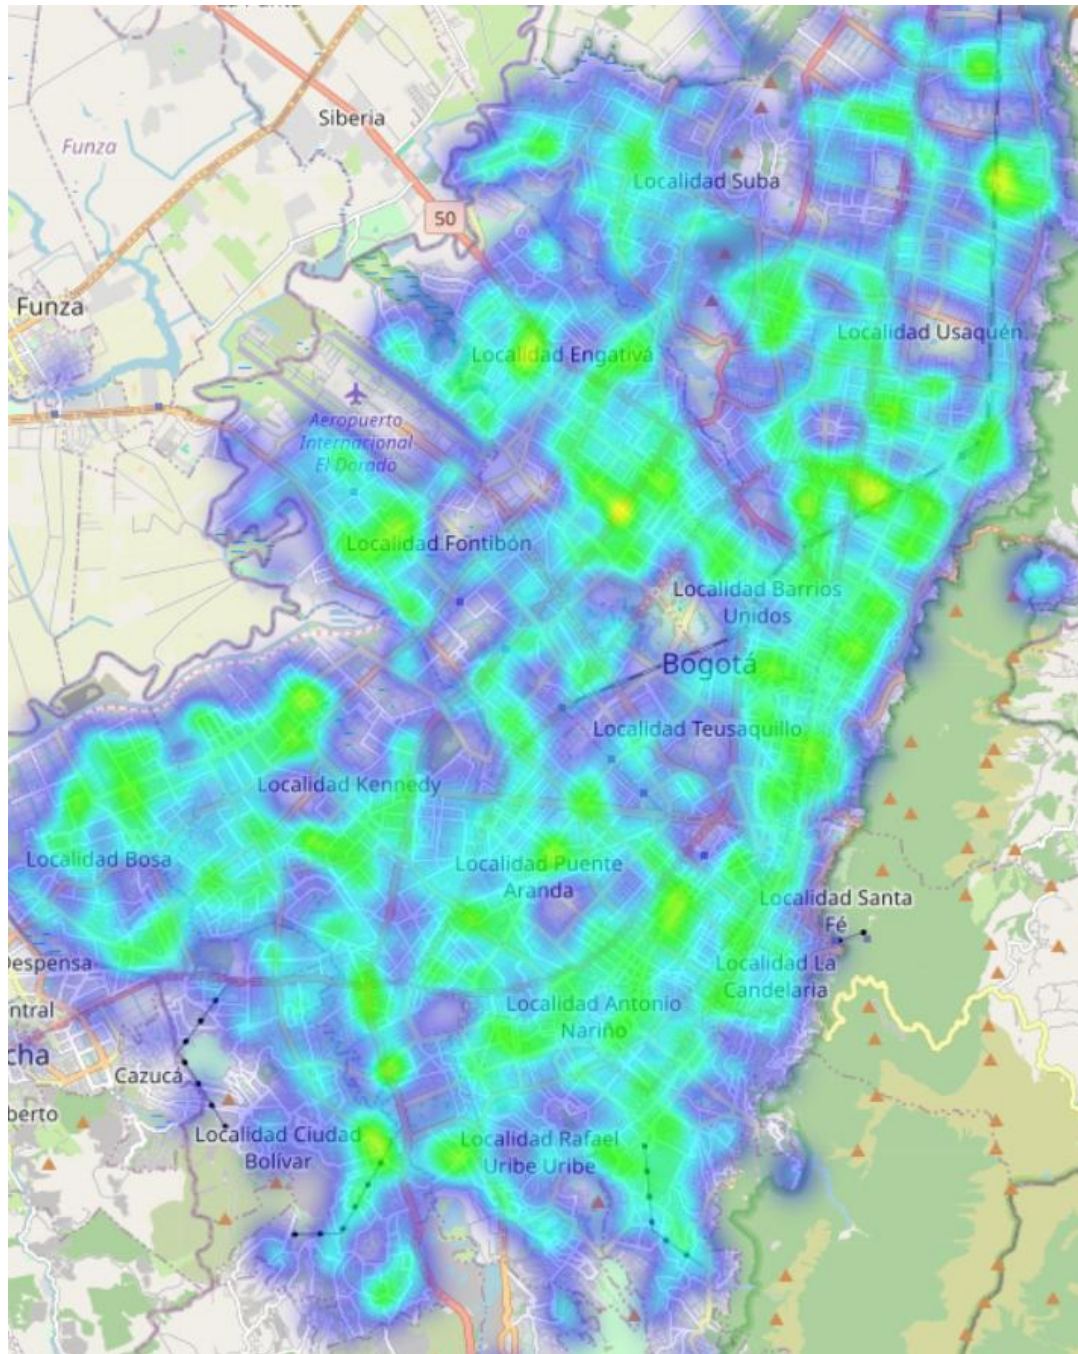 Siberia
Funza
50
Localidad Suba
Funza
Localidad Usaquén
Localidad Engativá
Aeropuerto
Internacional
El Dorado
Localidad Fontibón
Localidad Barrios
Unidos
Bogotá
Localidad Teusaquillo
Localidad Kennedy
Localidad Bosa
Localidad Puente
Aranda
Localidad Santa
Fé
Despensa
Localidad La
Candelaria
ntral
Localidad Antonio
Nariño
cha
Cazucá
berto
Localidad Ciudad
Bolívar
Localidad Rafael
Uribe Uribe